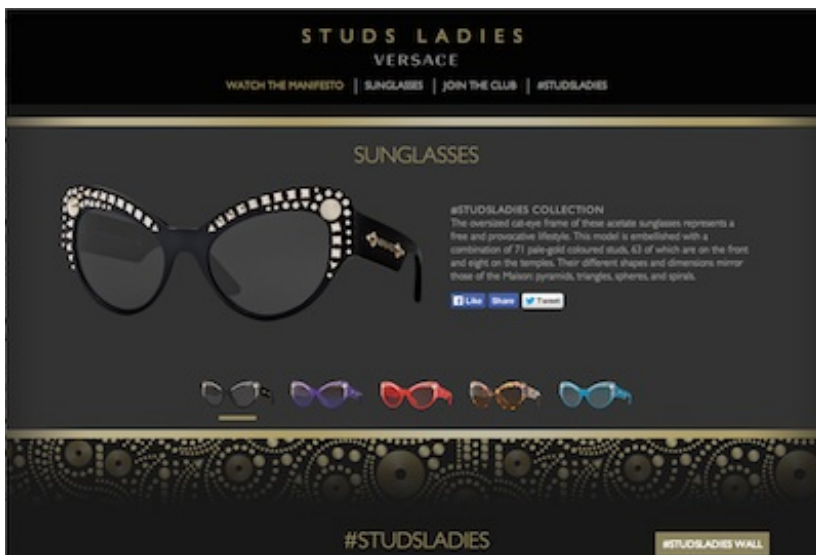 STUDS LADIES
VERSACE
WATCH THE MANIFESTO | SUNGLASSES | JOIN THE CLUB | #STUDSLADIES
SUNGLASSES
#STUDSLADIES COLLECTION
The oversized cat-eye frame of these acetate sunglasses represents a
free and provocative lifestyle. This model is embellished with a
combination of 71 pale-gold coloured studs, 63 of which are on the front
and eight on the temples. Their different shapes and dimensions mirror
those of the Maison: pyramids, triangles, spheres, and spirals.
Like Share Tweet
#STUDSLADIES
#STUDSLADIES WALL